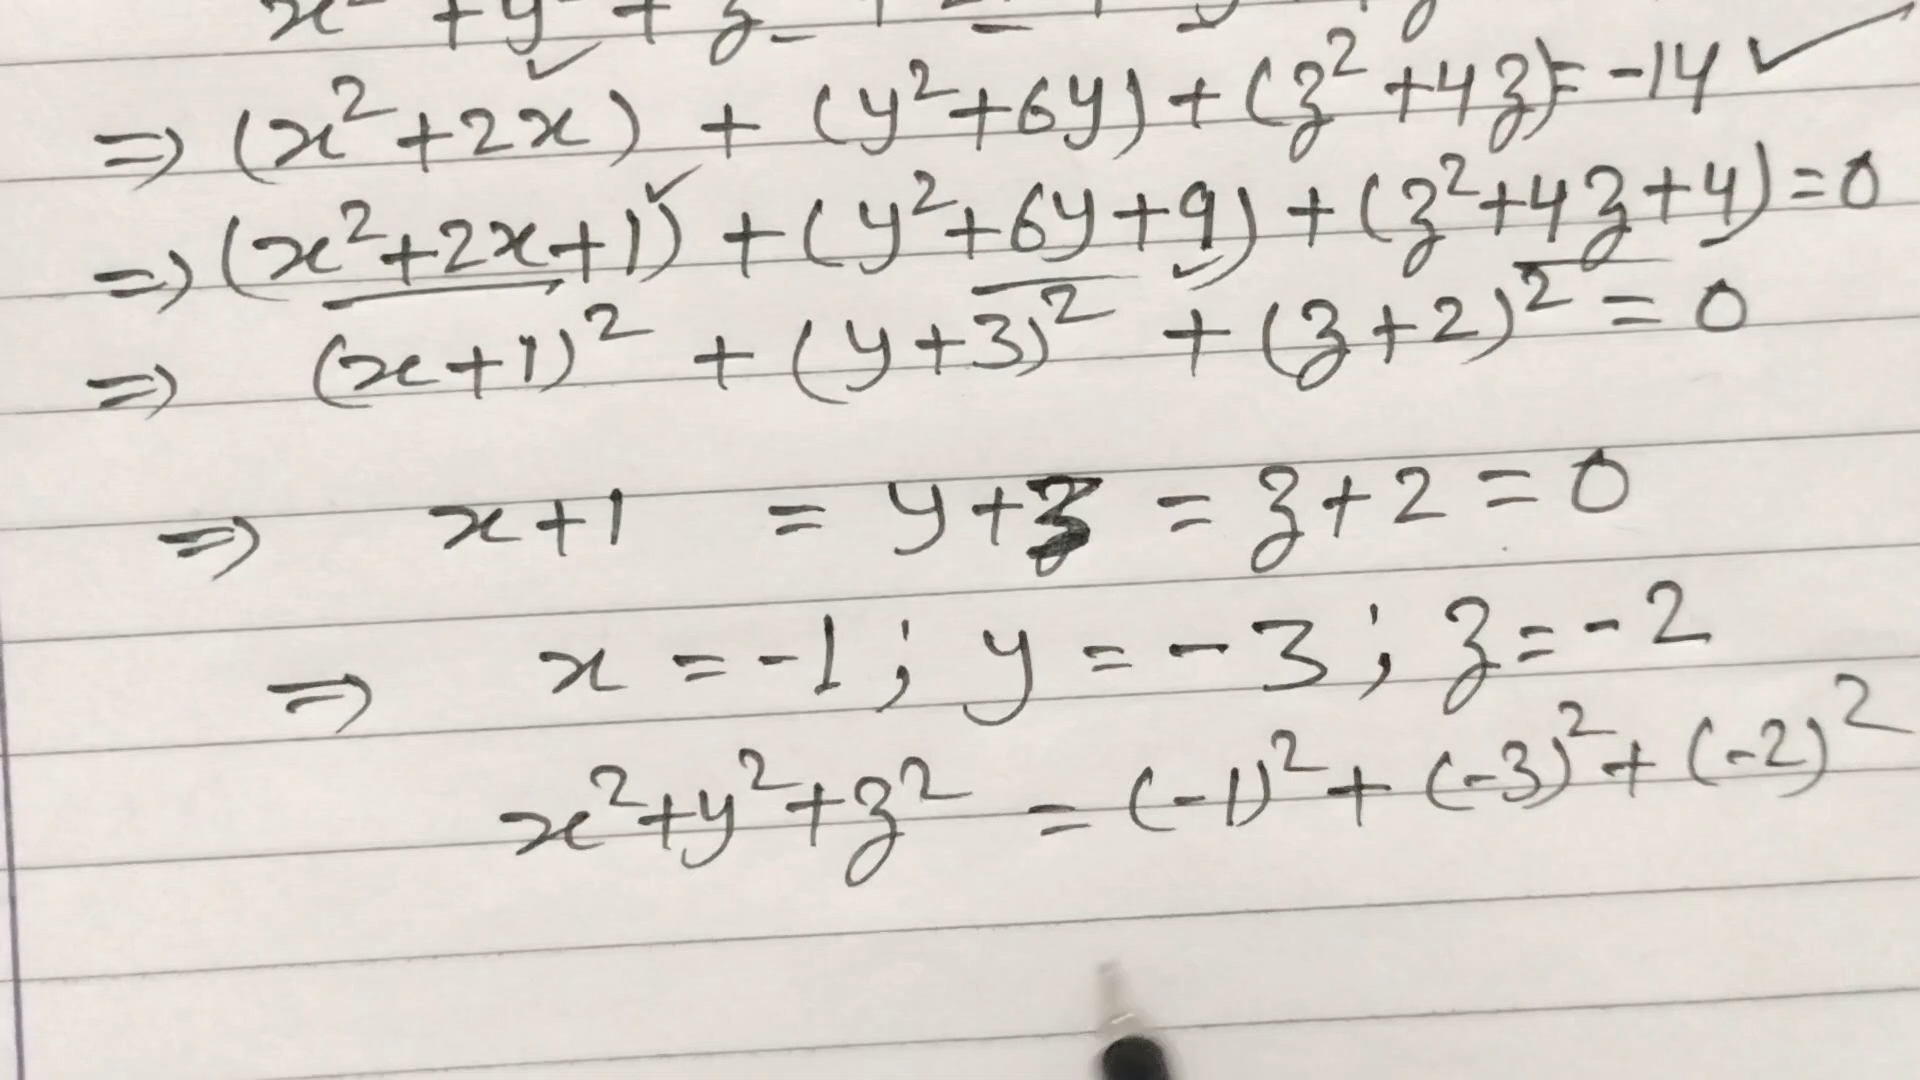 ⇒ (x²+2x) + (y²+6y) + (z²+4z) = -14 ✓
⇒ (x²+2x+1) + (y²+6y+9) + (z²+4z+4) = 0
⇒ (x+1)² + (y+3)² + (z+2)² = 0
⇒ x+1 = y+3 = z+2 = 0
⇒ x = -1 ; y = -3 ; z = -2
x²+y²+z² = (-1)² + (-3)² + (-2)²